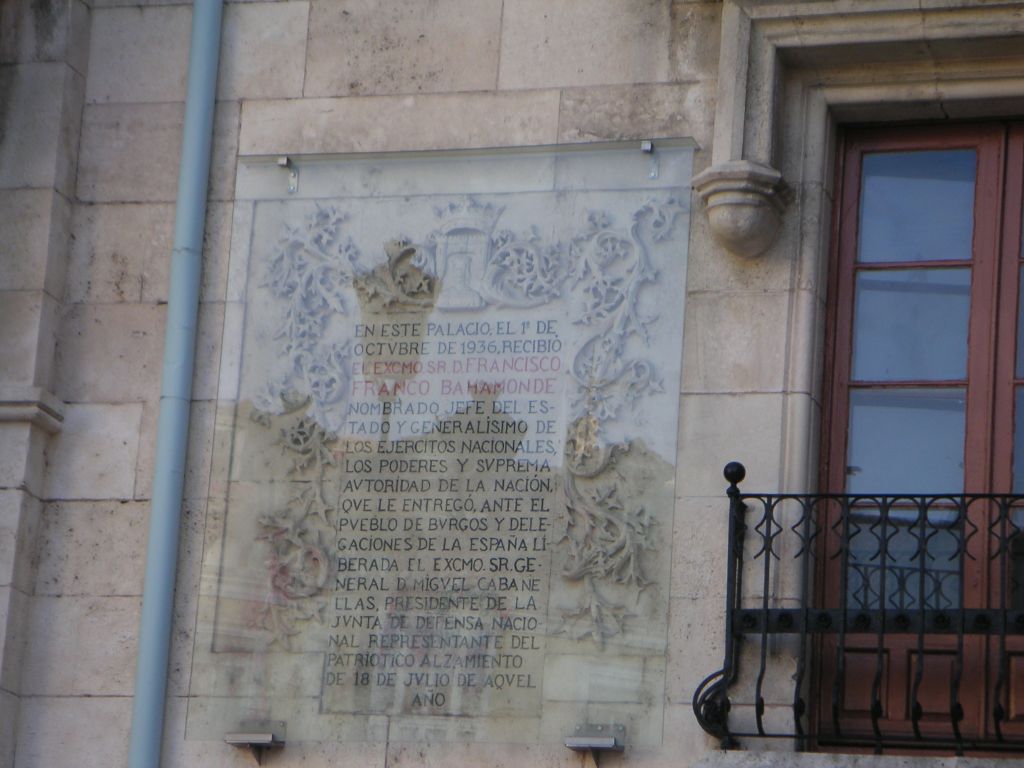 EN ESTE PALACIO, EL 1º DE
OCTVBRE DE 1936, RECIBIÓ
EL EXCMO. SR. D. FRANCISCO
FRANCO BAHAMONDE
NOMBRADO JEFE DEL ES-
TADO Y GENERALÍSIMO DE
LOS EJERCITOS NACIONALES,
LOS PODERES Y SVPREMA
AVTORIDAD DE LA NACIÓN,
QVE LE ENTREGÓ, ANTE EL
PVEBLO DE BVRGOS Y DELE-
GACIONES DE LA ESPAÑA LI
BERADA EL EXCMO. SR. GE-
NERAL D. MIGVEL CABANE
LLAS, PRESIDENTE DE LA
JVNTA DE DEFENSA NACIO
NAL REPRESENTANTE DEL
PATRIOTICO ALZAMIENTO
DE 18 DE JVLIO DE AQVEL
AÑO